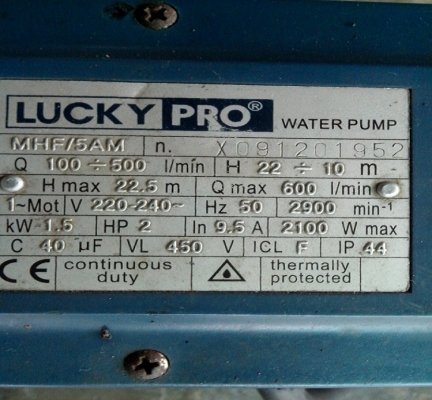 LUCKY PRO® WATER PUMP
MHF/5AM n. X091201952
Q 100 ÷ 500 l/min H 22 ÷ 10 m
H max 22.5 m Q max 600 l/min
1~Mot V 220-240~ Hz 50 2900 min⁻¹
kW 1.5 HP 2 In 9.5 A 2100 W max
C 40 µF VL 450 V ICL F IP 44
CE continuous duty thermally protected